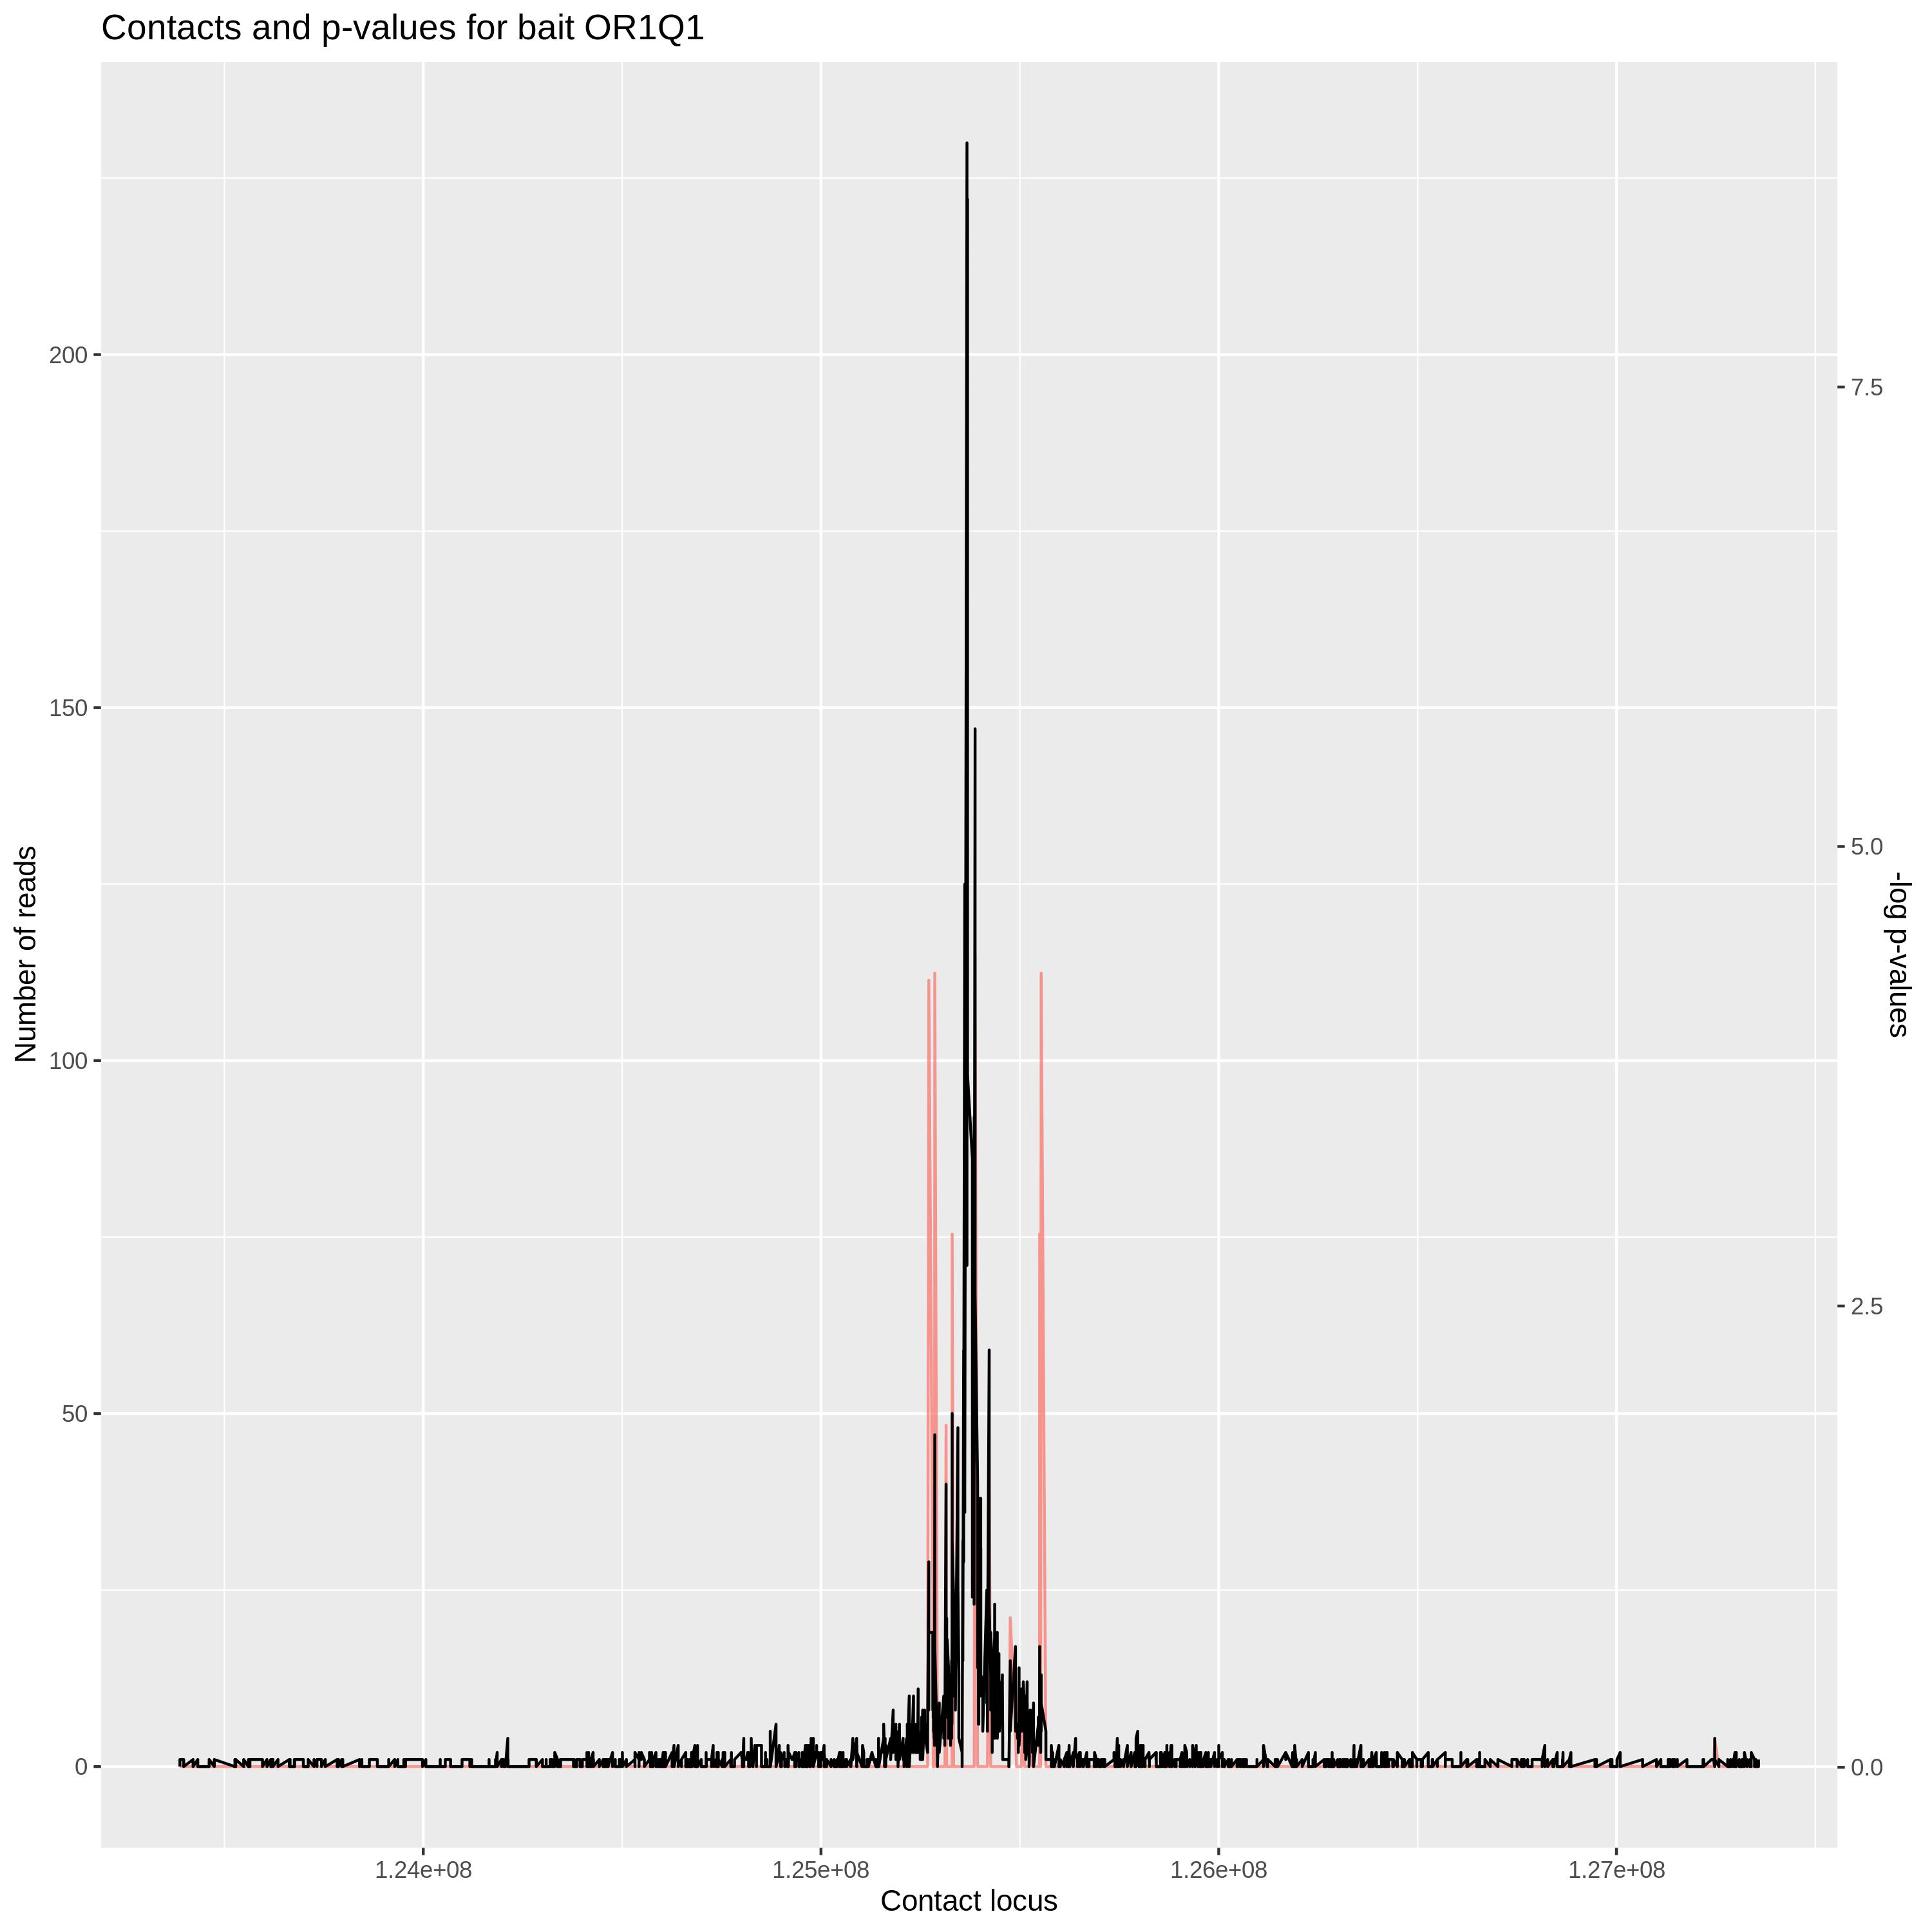 Contacts and p-values for bait OR1Q1
Number of reads
200
150
100
50
0
7.5
5.0
2.5
0.0
-log p-values
1.24e+08
1.25e+08
1.26e+08
1.27e+08
Contact locus